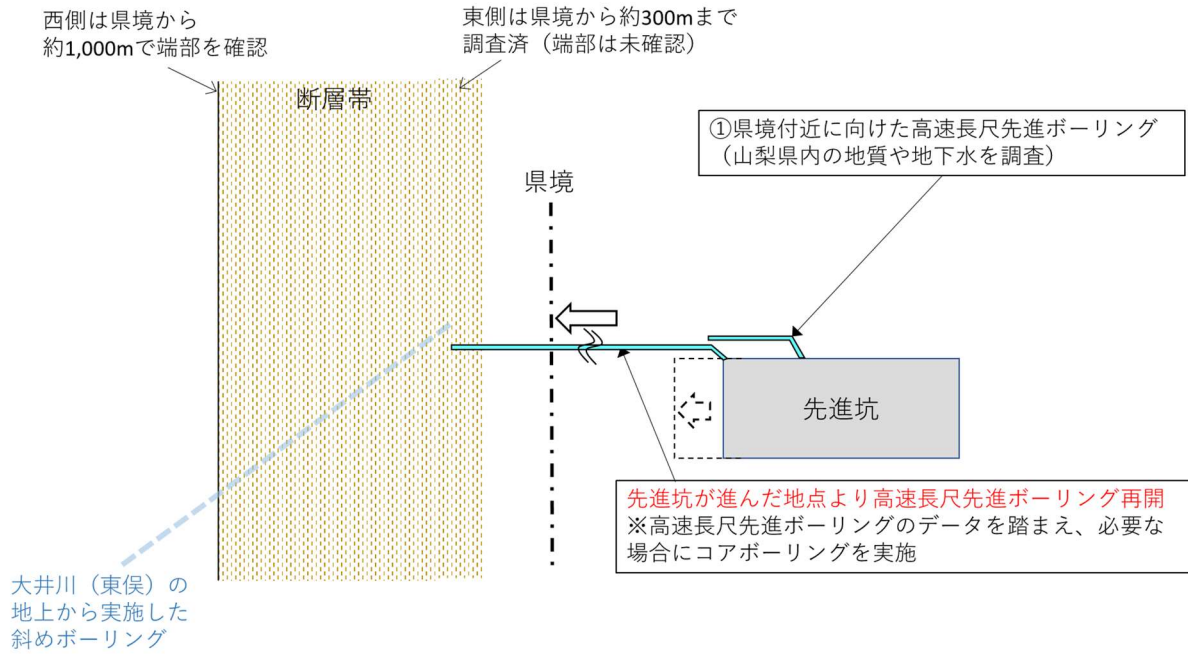 西側は県境から
約1,000mで端部を確認
東側は県境から約300mまで
調査済（端部は未確認）
断層帯
①県境付近に向けた高速長尺先進ボーリング
（山梨県内の地質や地下水を調査）
県境
先進坑
先進坑が進んだ地点より高速長尺先進ボーリング再開
※高速長尺先進ボーリングのデータを踏まえ、必要な
場合にコアボーリングを実施
大井川（東俣）の
地上から実施した
斜めボーリング